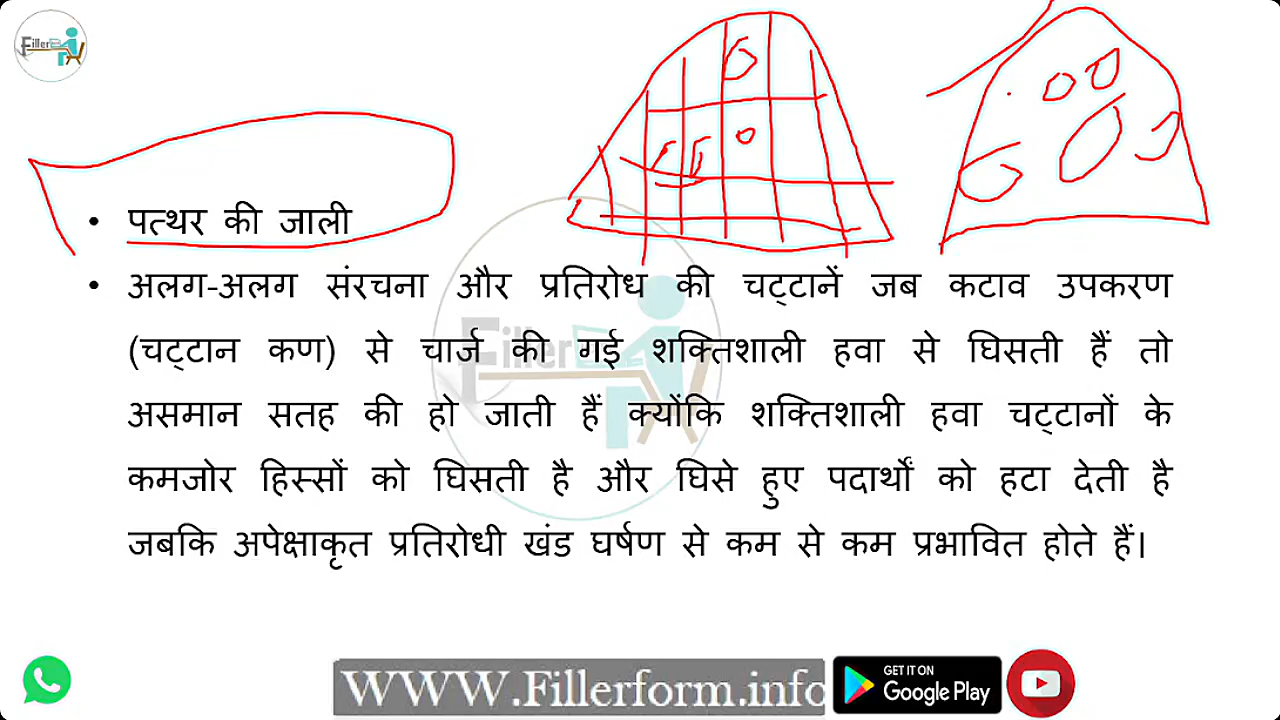 Filler
• पत्थर की जाली
• अलग-अलग संरचना और प्रतिरोध की चट्टानें जब कटाव उपकरण
(चट्टान कण) से चार्ज की गई शक्तिशाली हवा से घिसती हैं तो
असमान सतह की हो जाती हैं क्योंकि शक्तिशाली हवा चट्टानों के
कमजोर हिस्सों को घिसती है और घिसे हुए पदार्थों को हटा देती है
जबकि अपेक्षाकृत प्रतिरोधी खंड घर्षण से कम से कम प्रभावित होते हैं।
Filler
WWW.Fillerform.info
GET IT ON
Google Play